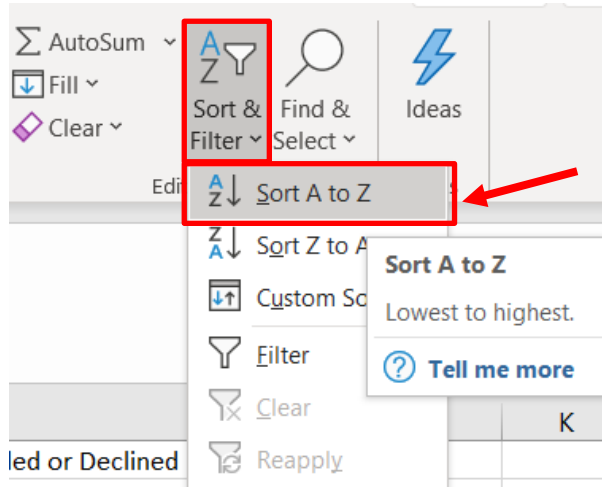 AutoSum
Fill
Clear
Sort & Filter
Find & Select
Ideas
Sort A to Z
Sort Z to A
Custom So
Filter
Clear
Reapply
Sort A to Z
Lowest to highest.
Tell me more
K
led or Declined